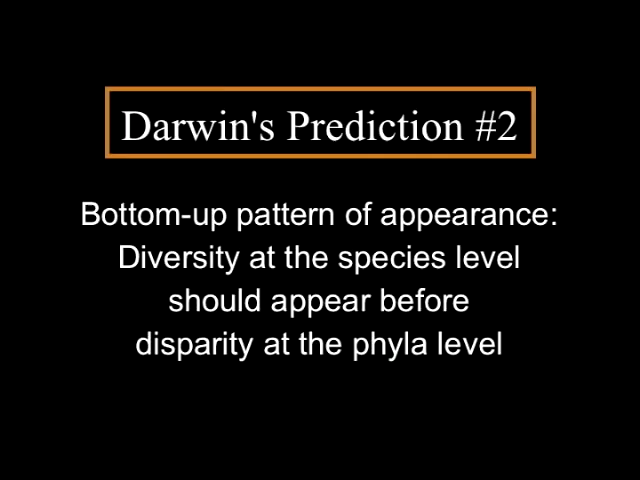 Darwin's Prediction #2
Bottom-up pattern of appearance:
Diversity at the species level
should appear before
disparity at the phyla level